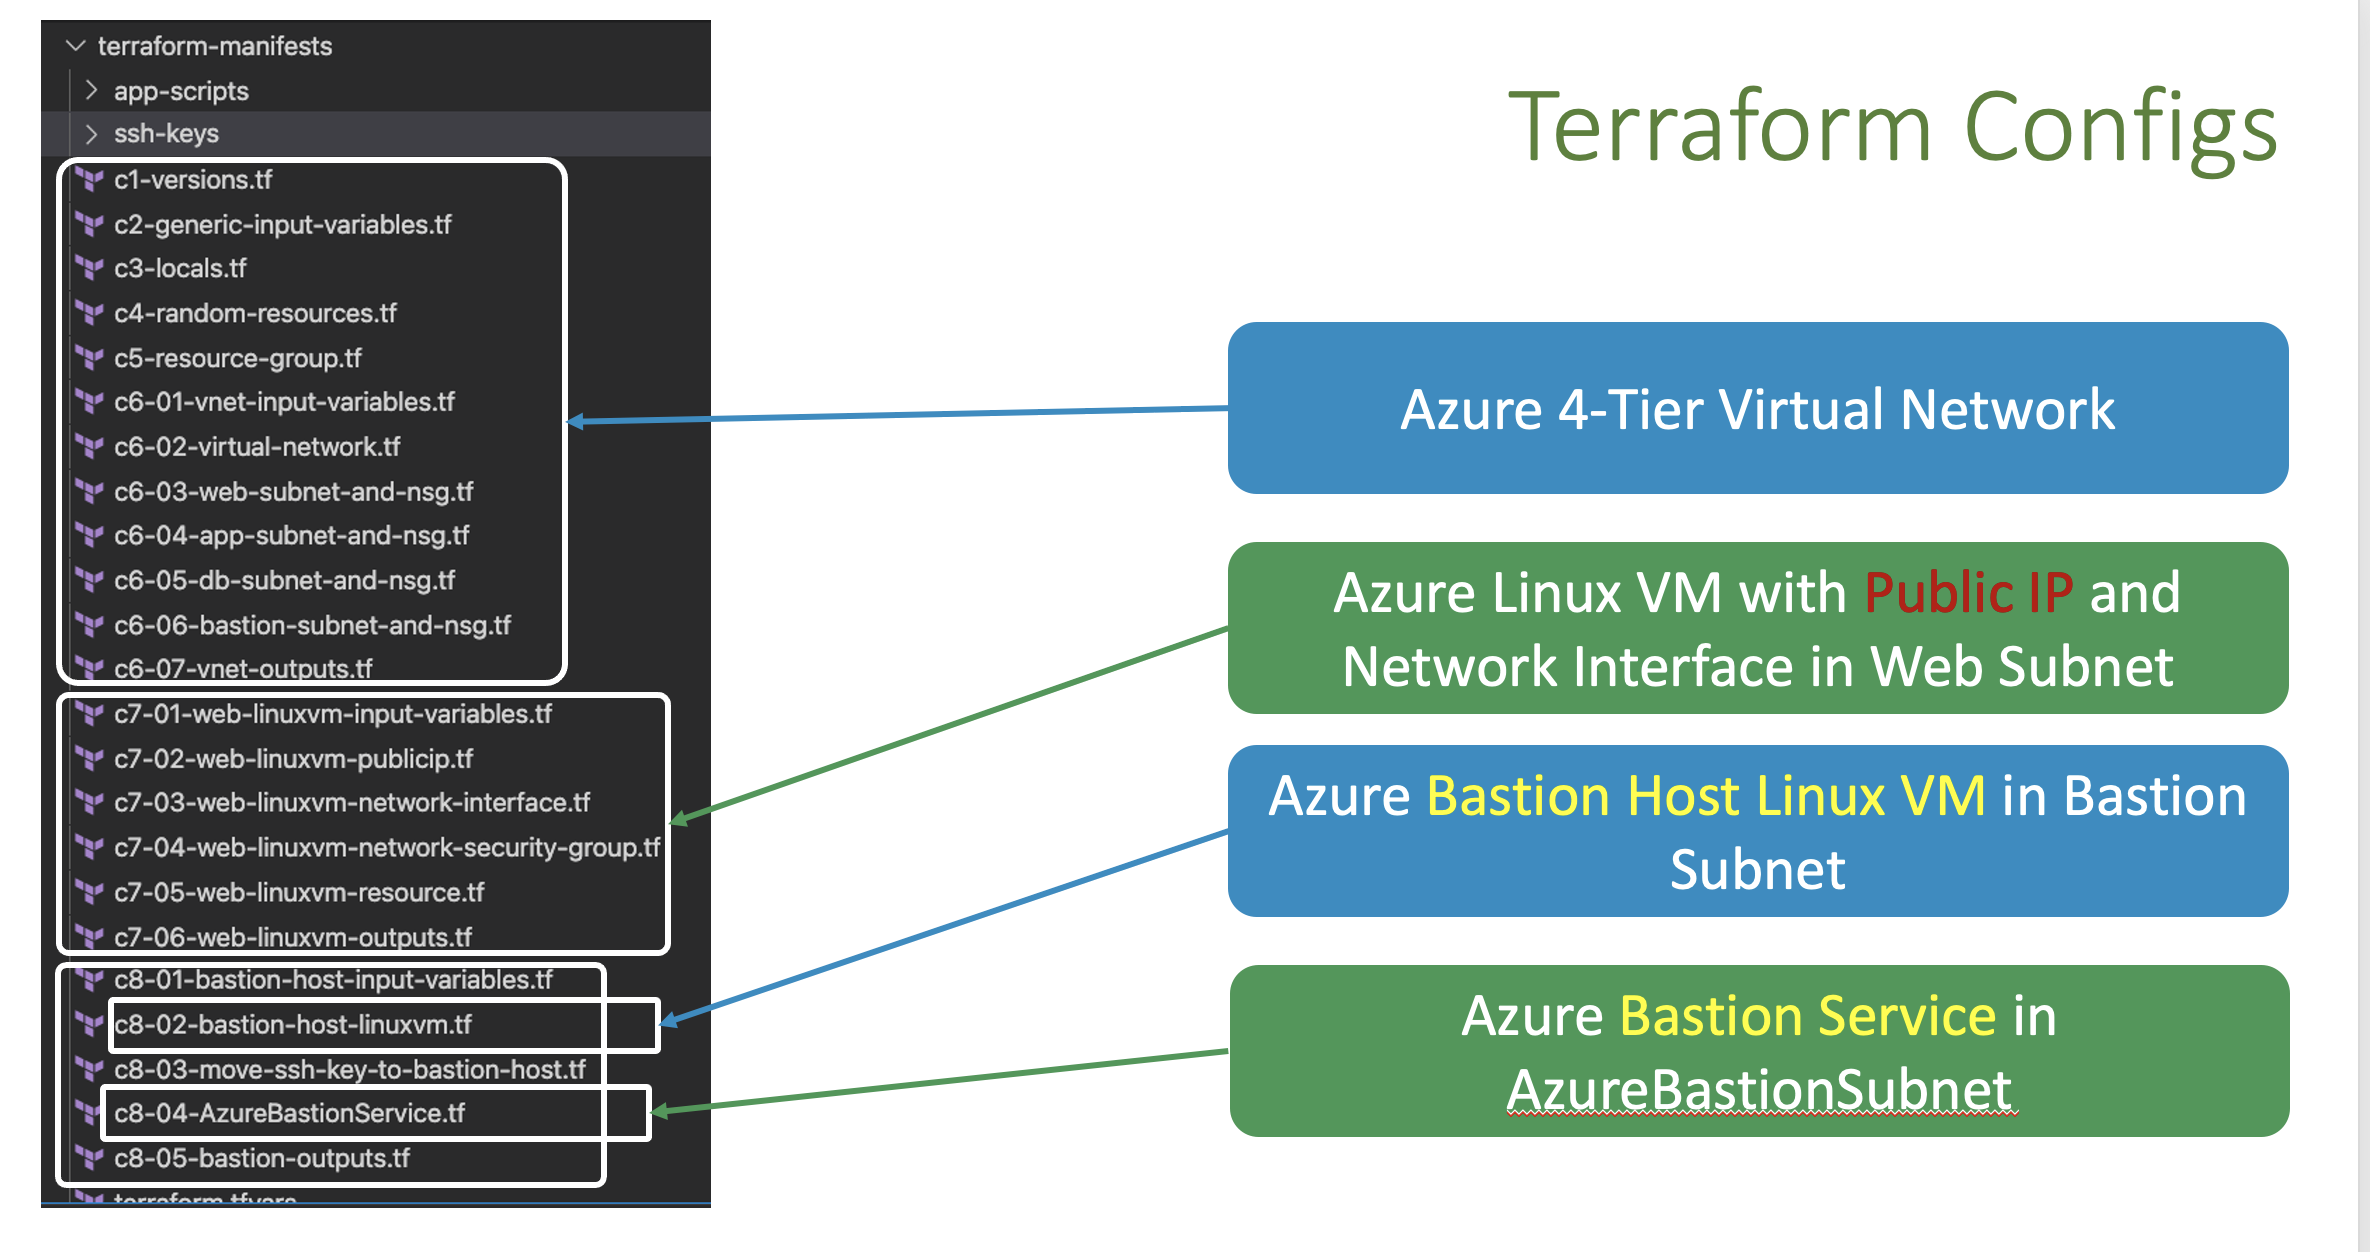 terraform-manifests
app-scripts
ssh-keys
c1-versions.tf
c2-generic-input-variables.tf
c3-locals.tf
c4-random-resources.tf
c5-resource-group.tf
c6-01-vnet-input-variables.tf
c6-02-virtual-network.tf
c6-03-web-subnet-and-nsg.tf
c6-04-app-subnet-and-nsg.tf
c6-05-db-subnet-and-nsg.tf
c6-06-bastion-subnet-and-nsg.tf
c6-07-vnet-outputs.tf
c7-01-web-linuxvm-input-variables.tf
c7-02-web-linuxvm-publicip.tf
c7-03-web-linuxvm-network-interface.tf
c7-04-web-linuxvm-network-security-group.tf
c7-05-web-linuxvm-resource.tf
c7-06-web-linuxvm-outputs.tf
c8-01-bastion-host-input-variables.tf
c8-02-bastion-host-linuxvm.tf
c8-03-move-ssh-key-to-bastion-host.tf
c8-04-AzureBastionService.tf
c8-05-bastion-outputs.tf
terraform.tfvars
Terraform Configs
Azure 4-Tier Virtual Network
Azure Linux VM with Public IP and
Network Interface in Web Subnet
Azure Bastion Host Linux VM in Bastion
Subnet
Azure Bastion Service in
AzureBastionSubnet